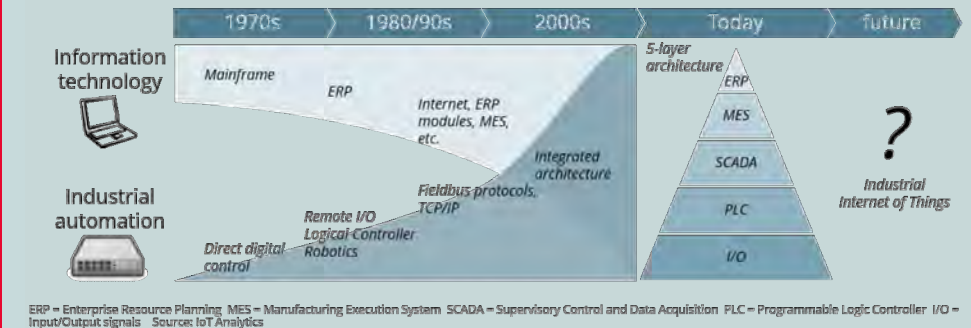 1970s
1980/90s
2000s
Today
future
Information
technology
Mainframe
ERP
Internet, ERP
modules, MES,
etc.
Integrated
architecture
Industrial
automation
Direct digital
control
Remote I/O
Logical Controller
Robotics
Fieldbus protocols,
TCP/IP
5-layer
architecture
ERP
MES
SCADA
PLC
I/O
?
Industrial
Internet of Things
ERP = Enterprise Resource Planning MES = Manufacturing Execution System SCADA = Supervisory Control and Data Acquisition PLC = Programmable Logic Controller I/O =
Input/Output signals Source: IoT Analytics